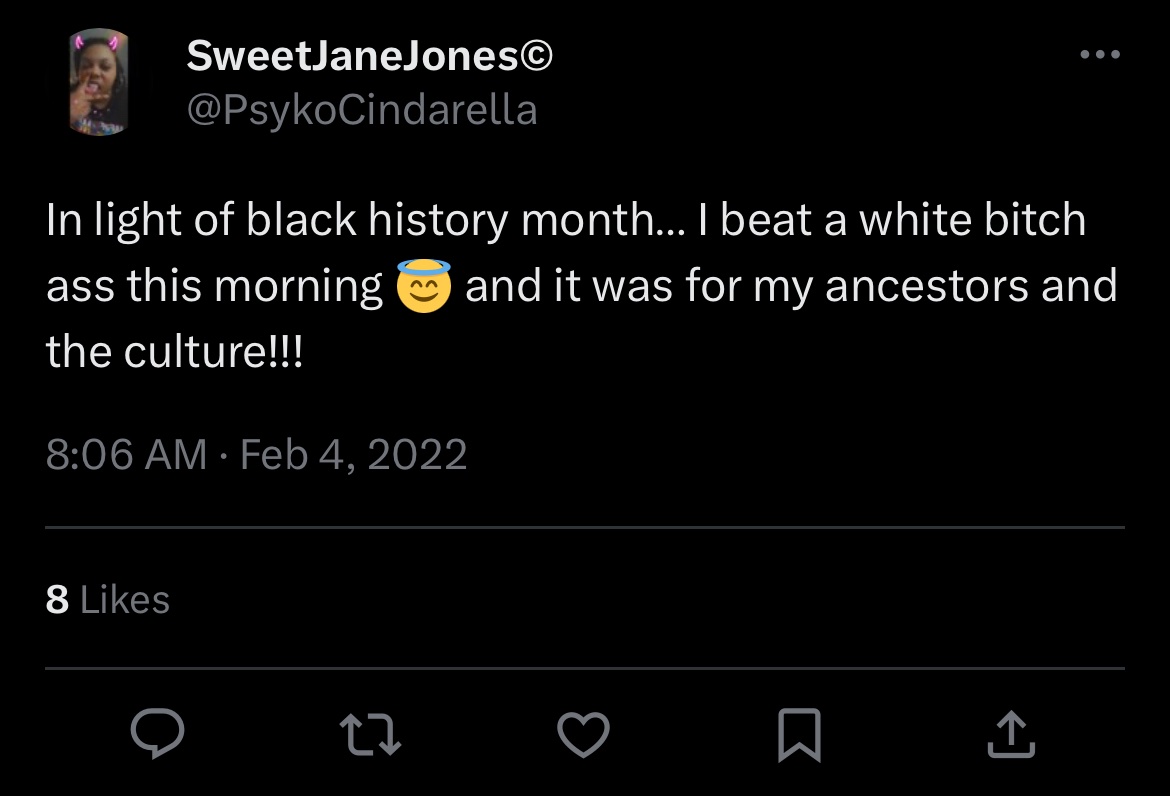 SweetJaneJones©
@PsykoCindarella
In light of black history month... I beat a white bitch
ass this morning 😇 and it was for my ancestors and
the culture!!!
8:06 AM · Feb 4, 2022
8 Likes